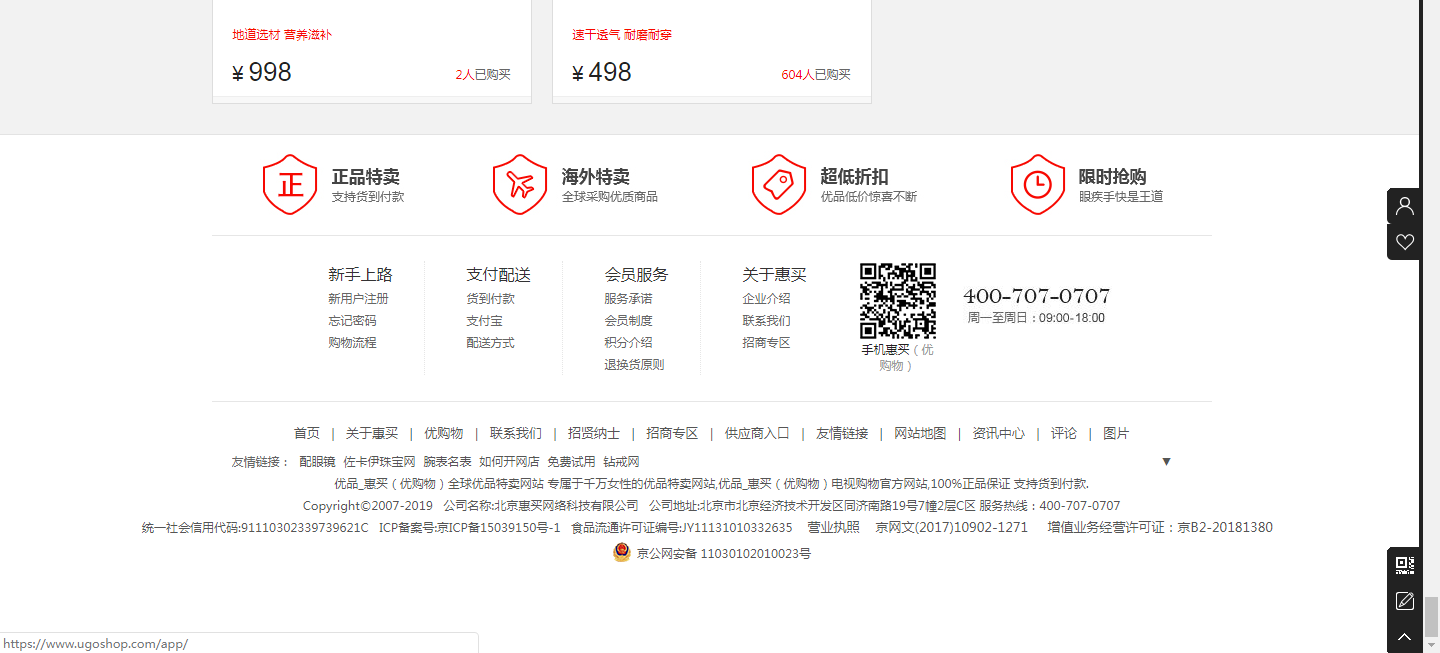 地道选材 营养滋补
速干透气 耐磨耐穿
¥ 998 2人已购买
¥ 498 604人已购买
正
正品特卖
支持货到付款
海外特卖
全球采购优质商品
超低折扣
优品低价惊喜不断
限时抢购
眼疾手快是王道
新手上路
新用户注册
忘记密码
购物流程
支付配送
货到付款
支付宝
配送方式
会员服务
服务承诺
会员制度
积分介绍
退换货原则
关于惠买
企业介绍
联系我们
招商专区
手机惠买（优
购物）
400-707-0707
周一至周日：09:00-18:00
首页 | 关于惠买 | 优购物 | 联系我们 | 招贤纳士 | 招商专区 | 供应商入口 | 友情链接 | 网站地图 | 资讯中心 | 评论 | 图片
友情链接： 配眼镜 佐卡伊珠宝网 腕表名表 如何开网店 免费试用 钻戒网 ▼
优品_惠买（优购物）全球优品特卖网站 专属于千万女性的优品特卖网站,优品_惠买（优购物）电视购物官方网站,100%正品保证 支持货到付款.
Copyright©2007-2019 公司名称:北京惠买网络科技有限公司 公司地址:北京市北京经济技术开发区同济南路19号7幢2层C区 服务热线：400-707-0707
统一社会信用代码:91110302339739621C ICP备案号:京ICP备15039150号-1 食品流通许可证编号:JY11131010332635 营业执照 京网文(2017)10902-1271 增值业务经营许可证：京B2-20181380
京公网安备 11030102010023号
https://www.ugoshop.com/app/